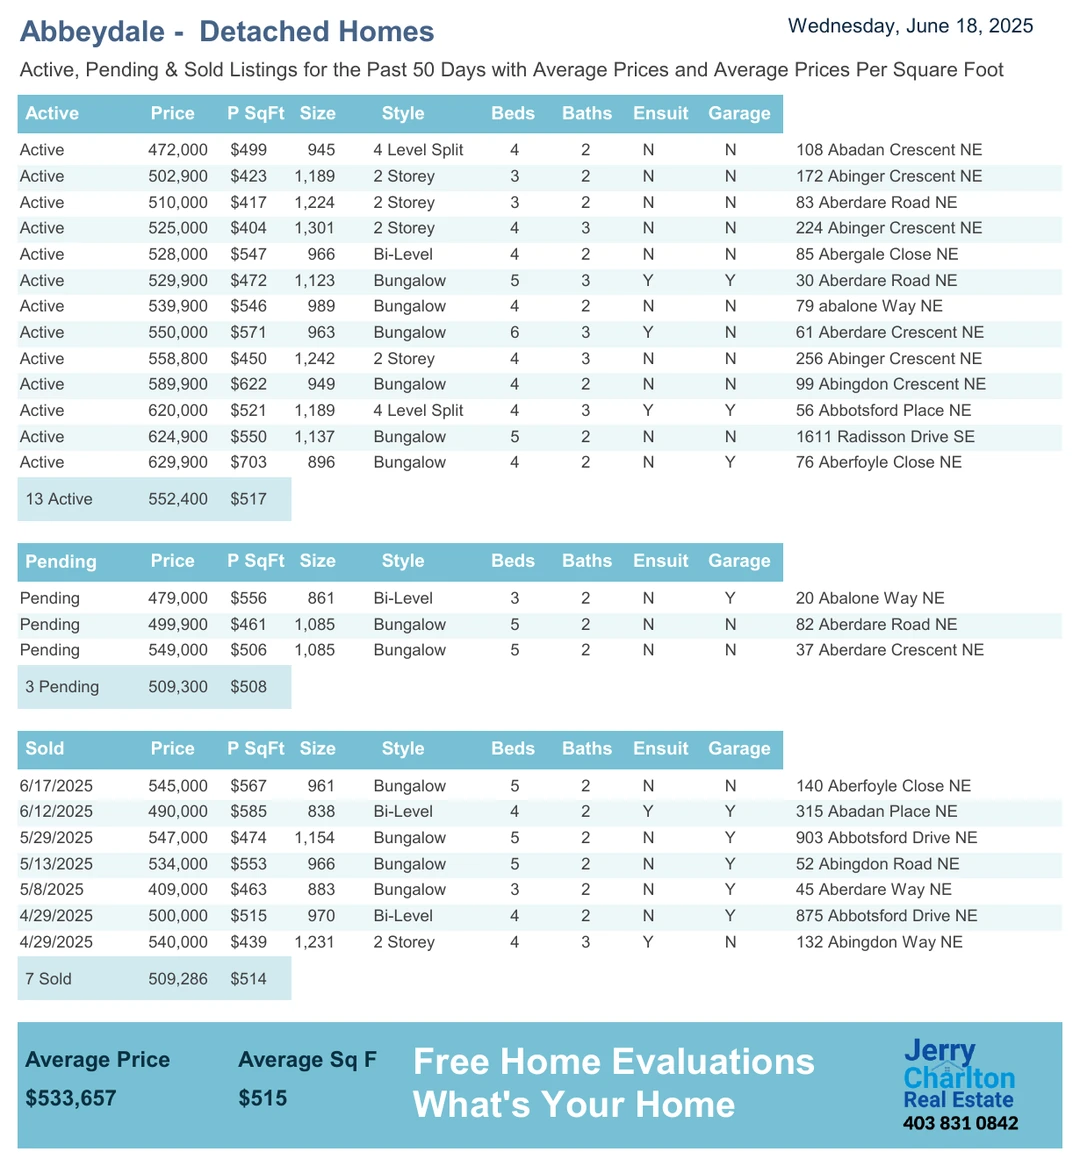 Abbeydale - Detached Homes
Wednesday, June 18, 2025
Active, Pending & Sold Listings for the Past 50 Days with Average Prices and Average Prices Per Square Foot
Active Price P SqFt Size Style Beds Baths Ensuit Garage
Active 472,000 $499 945 4 Level Split 4 2 N N 108 Abadan Crescent NE
Active 502,900 $423 1,189 2 Storey 3 2 N N 172 Abinger Crescent NE
Active 510,000 $417 1,224 2 Storey 3 2 N N 83 Aberdare Road NE
Active 525,000 $404 1,301 2 Storey 4 3 N N 224 Abinger Crescent NE
Active 528,000 $547 966 Bi-Level 4 2 N N 85 Abergale Close NE
Active 529,900 $472 1,123 Bungalow 5 3 Y Y 30 Aberdare Road NE
Active 539,900 $546 989 Bungalow 4 2 N N 79 abalone Way NE
Active 550,000 $571 963 Bungalow 6 3 Y N 61 Aberdare Crescent NE
Active 558,800 $450 1,242 2 Storey 4 3 N N 256 Abinger Crescent NE
Active 589,900 $622 949 Bungalow 4 2 N N 99 Abingdon Crescent NE
Active 620,000 $521 1,189 4 Level Split 4 3 Y Y 56 Abbotsford Place NE
Active 624,900 $550 1,137 Bungalow 5 2 N N 1611 Radisson Drive SE
Active 629,900 $703 896 Bungalow 4 2 N Y 76 Aberfoyle Close NE
13 Active 552,400 $517
Pending Price P SqFt Size Style Beds Baths Ensuit Garage
Pending 479,000 $556 861 Bi-Level 3 2 N Y 20 Abalone Way NE
Pending 499,900 $461 1,085 Bungalow 5 2 N N 82 Aberdare Road NE
Pending 549,000 $506 1,085 Bungalow 5 2 N N 37 Aberdare Crescent NE
3 Pending 509,300 $508
Sold Price P SqFt Size Style Beds Baths Ensuit Garage
6/17/2025 545,000 $567 961 Bungalow 5 2 N N 140 Aberfoyle Close NE
6/12/2025 490,000 $585 838 Bi-Level 4 2 Y Y 315 Abadan Place NE
5/29/2025 547,000 $474 1,154 Bungalow 5 2 N Y 903 Abbotsford Drive NE
5/13/2025 534,000 $553 966 Bungalow 5 2 N Y 52 Abingdon Road NE
5/8/2025 409,000 $463 883 Bungalow 3 2 N Y 45 Aberdare Way NE
4/29/2025 500,000 $515 970 Bi-Level 4 2 N Y 875 Abbotsford Drive NE
4/29/2025 540,000 $439 1,231 2 Storey 4 3 Y N 132 Abingdon Way NE
7 Sold 509,286 $514
Average Price Average Sq F
$533,657 $515
Free Home Evaluations
What's Your Home
Jerry
Charlton
Real Estate
403 831 0842